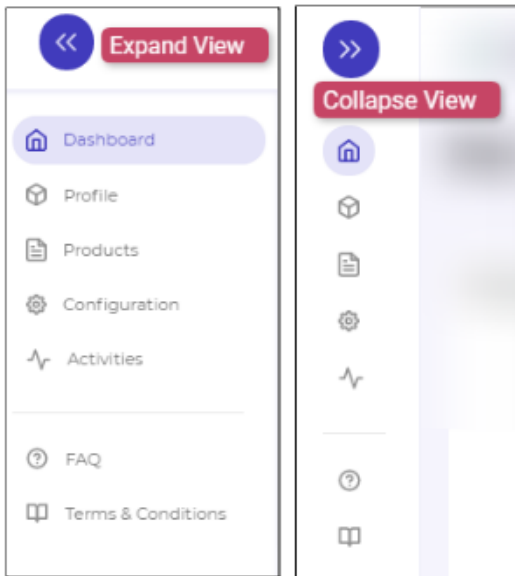 Expand View
Dashboard
Profile
Products
Configuration
Activities
FAQ
Terms & Conditions
Collapse View